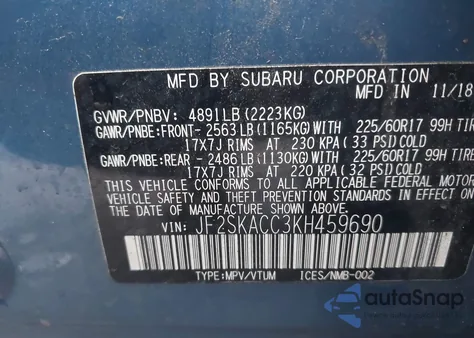 MFD BY SUBARU CORPORATION IN 11/18
GVWR/PNBV: 4891LB(2223KG)
GAWR/PNBE:FRONT- 2563LB(1165KG)WITH 225/60R17 99H TIRE
17X7J RIMS AT 230 KPA(33 PSI)COLD
GAWR/PNBE:REAR -2486LB(1130KG)WITH 225/60R17 99H TIRE
17X7J RIMS AT 220 KPA(32 PSI)COLD
THIS VEHICLE CONFORMS TO ALL APPLICABLE FEDERAL MOTOR
VEHICLE SAFETY AND THEFT PREVENTION STANDARDS IN EFFECT ON
THE DATE OF MANUFACTURE SHOWN ABOVE.
VIN: JF2SKACC3KH459690
TYPE:MPV/VTUM ICES/NMB-002
autoSnap